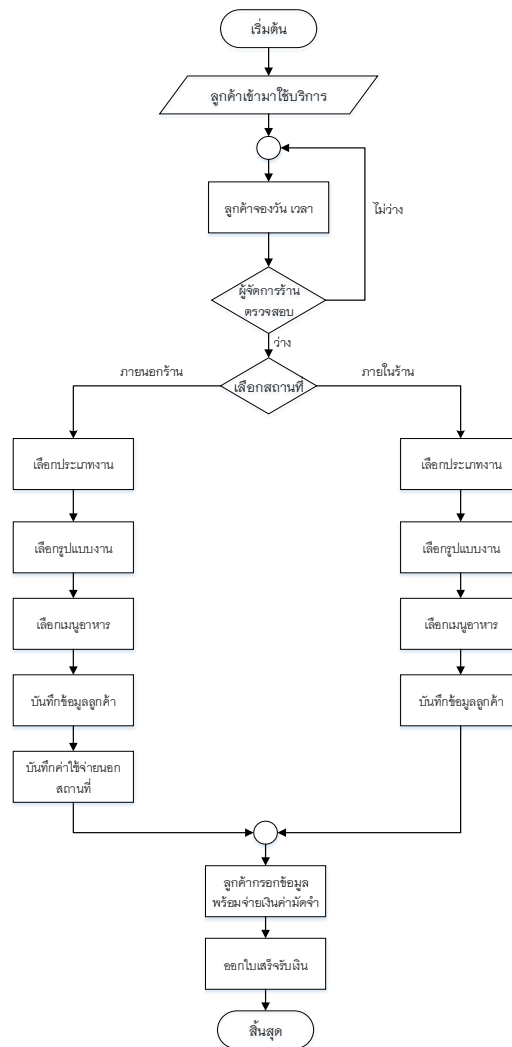 เริ่มต้น
ลูกค้าเข้ามาใช้บริการ
ลูกค้าจองวัน เวลา
ไม่ว่าง
ผู้จัดการร้าน
ตรวจสอบ
ว่าง
ภายนอกร้าน
เลือกสถานที่
ภายในร้าน
เลือกประเภทงาน
เลือกรูปแบบงาน
เลือกเมนูอาหาร
บันทึกข้อมูลลูกค้า
บันทึกค่าใช้จ่ายนอก
สถานที่
เลือกประเภทงาน
เลือกรูปแบบงาน
เลือกเมนูอาหาร
บันทึกข้อมูลลูกค้า
ลูกค้ากรอกข้อมูล
พร้อมจ่ายเงินค่ามัดจำ
ออกใบเสร็จรับเงิน
สิ้นสุด